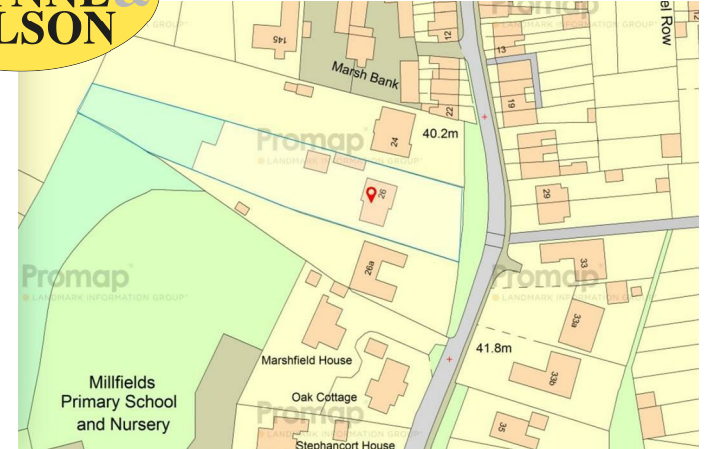 LSON
el Row
145
12
13
Marsh Bank
22
19
24
40.2m
Promap
LANDMARK INFORMATION GROUP
26
29
26a
33
Promap
LANDMARK INFORMATION GROUP
Promap
LANDMARK INFORMATION GROUP
33a
41.8m
Marshfield House
33b
Millfields
Primary School
and Nursery
Oak Cottage
Promap
LANDMARK INFORMATION GROUP
35
Stephancort House